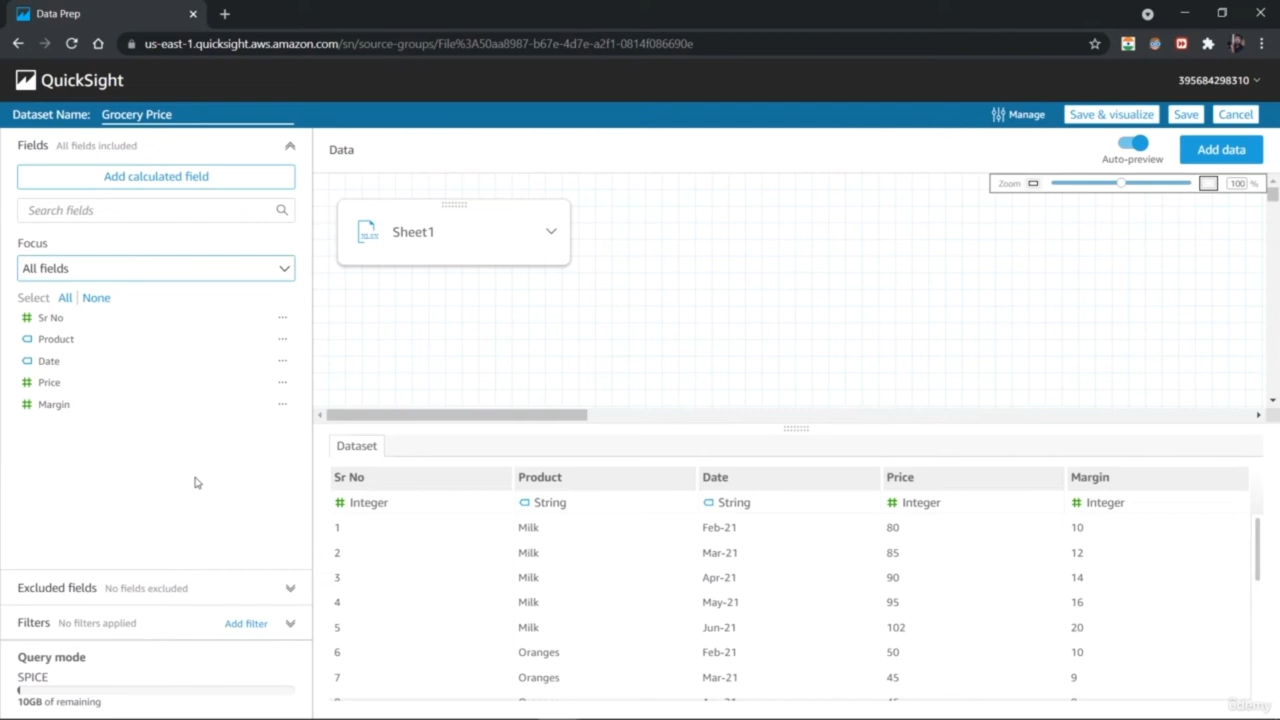 Data Prep
us-east-1.quicksight.aws.amazon.com/sn/source-groups/File%3A50aa8987-b67e-4d7e-a2f1-0814f086690e
QuickSight
395684298310
Dataset Name: Grocery Price
Manage
Save & visualize
Save
Cancel
Fields All fields included
Add calculated field
Search fields
Focus
All fields
Select All | None
Sr No
Product
Date
Price
Margin
Excluded fields No fields excluded
Filters No filters applied Add filter
Query mode
SPICE
10GB of remaining
Data
Auto-preview
Add data
Zoom 100 %
Sheet1
Dataset
Sr No Product Date Price Margin
Integer String String Integer Integer
1 Milk Feb-21 80 10
2 Milk Mar-21 85 12
3 Milk Apr-21 90 14
4 Milk May-21 95 16
5 Milk Jun-21 102 20
6 Oranges Feb-21 50 10
7 Oranges Mar-21 45 9
udemy